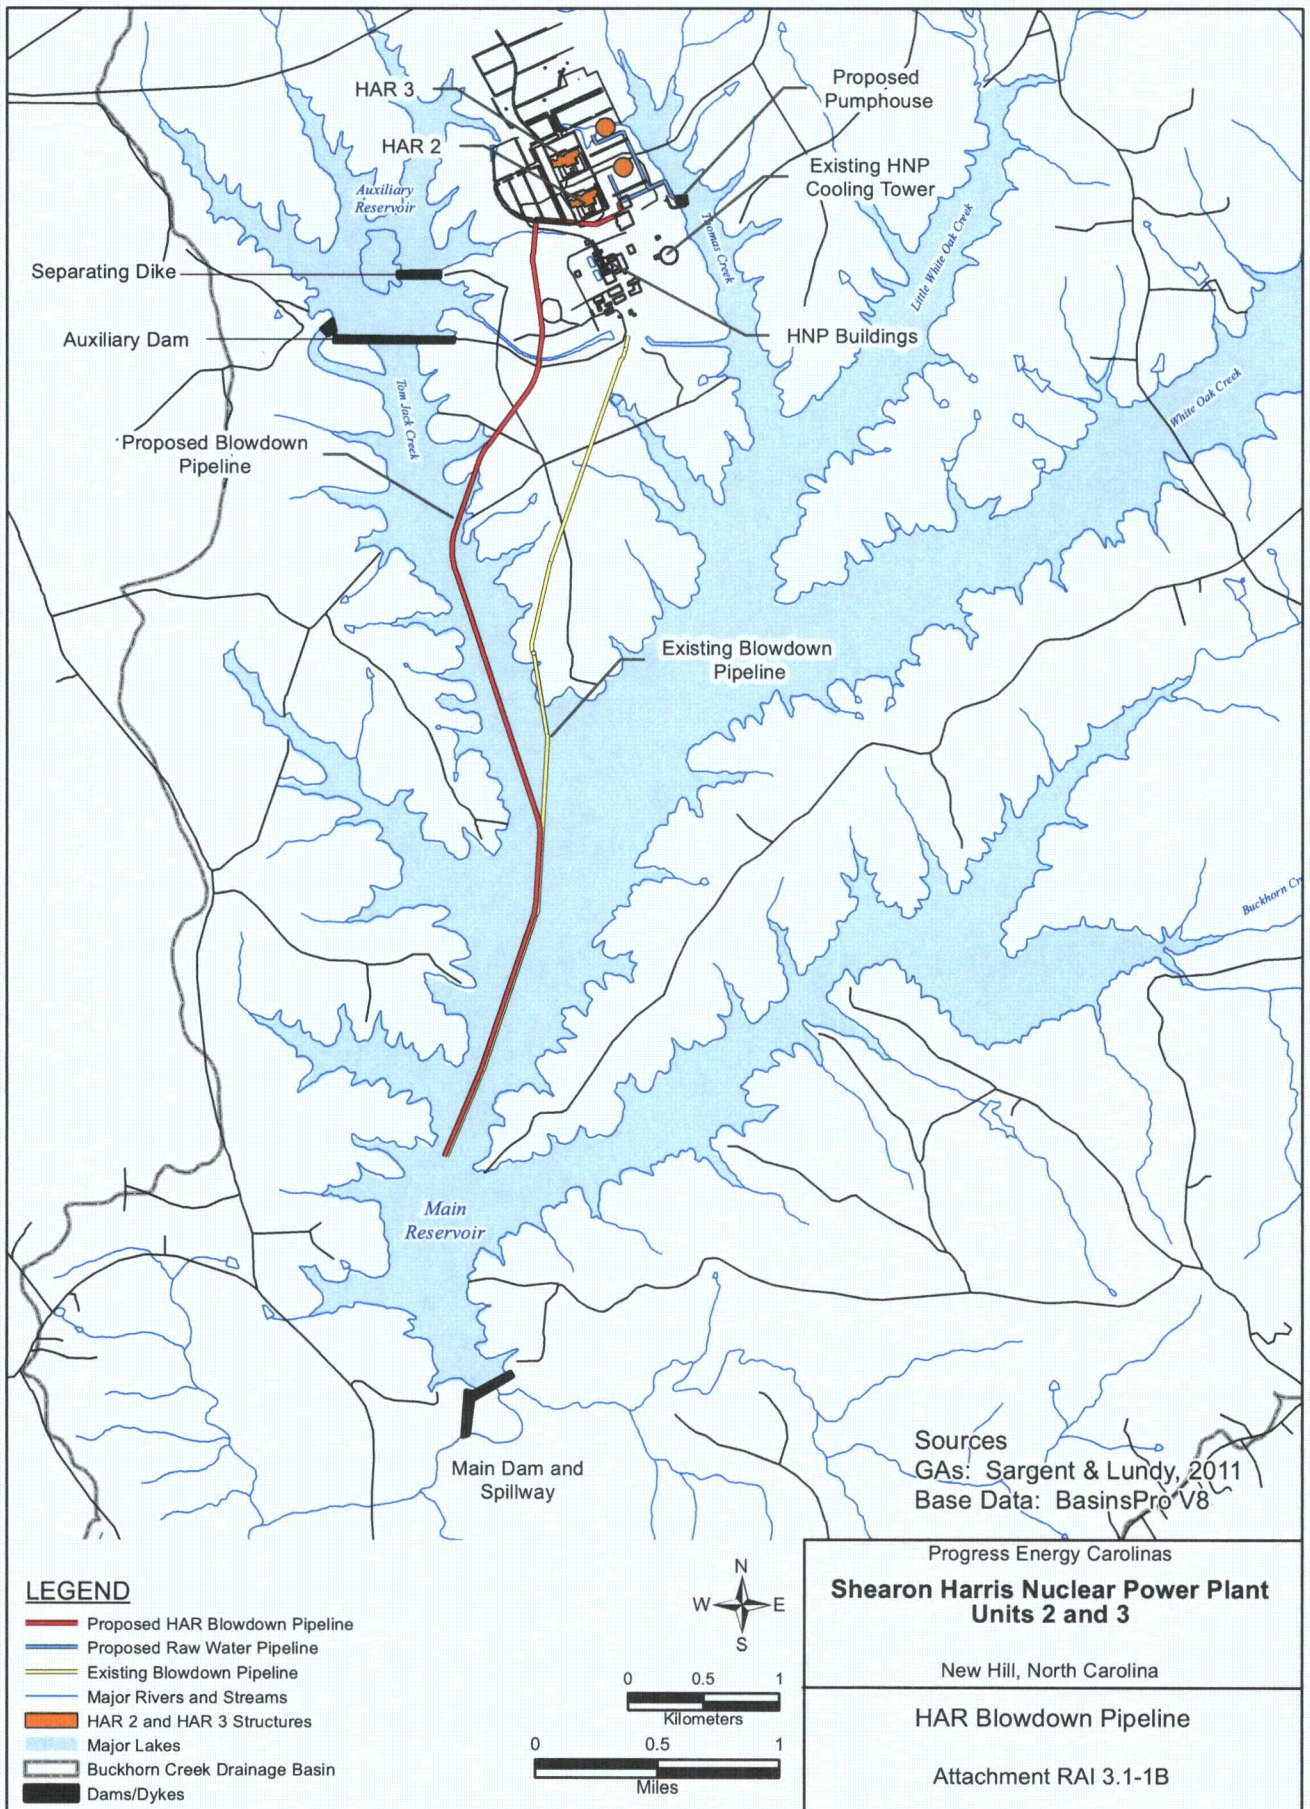 HAR 3
Proposed
Pumphouse
HAR 2
Existing HNP
Cooling Tower
Auxiliary
Reservoir
Thomas Creek
Little White Oak Creek
Separating Dike
Auxiliary Dam
HNP Buildings
Tom Jack Creek
White Oak Creek
Proposed Blowdown
Pipeline
Existing Blowdown
Pipeline
Buckhorn Cr
Main
Reservoir
Main Dam and
Spillway
Sources
GAs: Sargent & Lundy, 2011
Base Data: BasinsPro V8
LEGEND
Proposed HAR Blowdown Pipeline
Proposed Raw Water Pipeline
Existing Blowdown Pipeline
Major Rivers and Streams
HAR 2 and HAR 3 Structures
Major Lakes
Buckhorn Creek Drainage Basin
Dams/Dykes
N
W E
S
0 0.5 1
Kilometers
0 0.5 1
Miles
Progress Energy Carolinas
Shearon Harris Nuclear Power Plant
Units 2 and 3
New Hill, North Carolina
HAR Blowdown Pipeline
Attachment RAI 3.1-1B